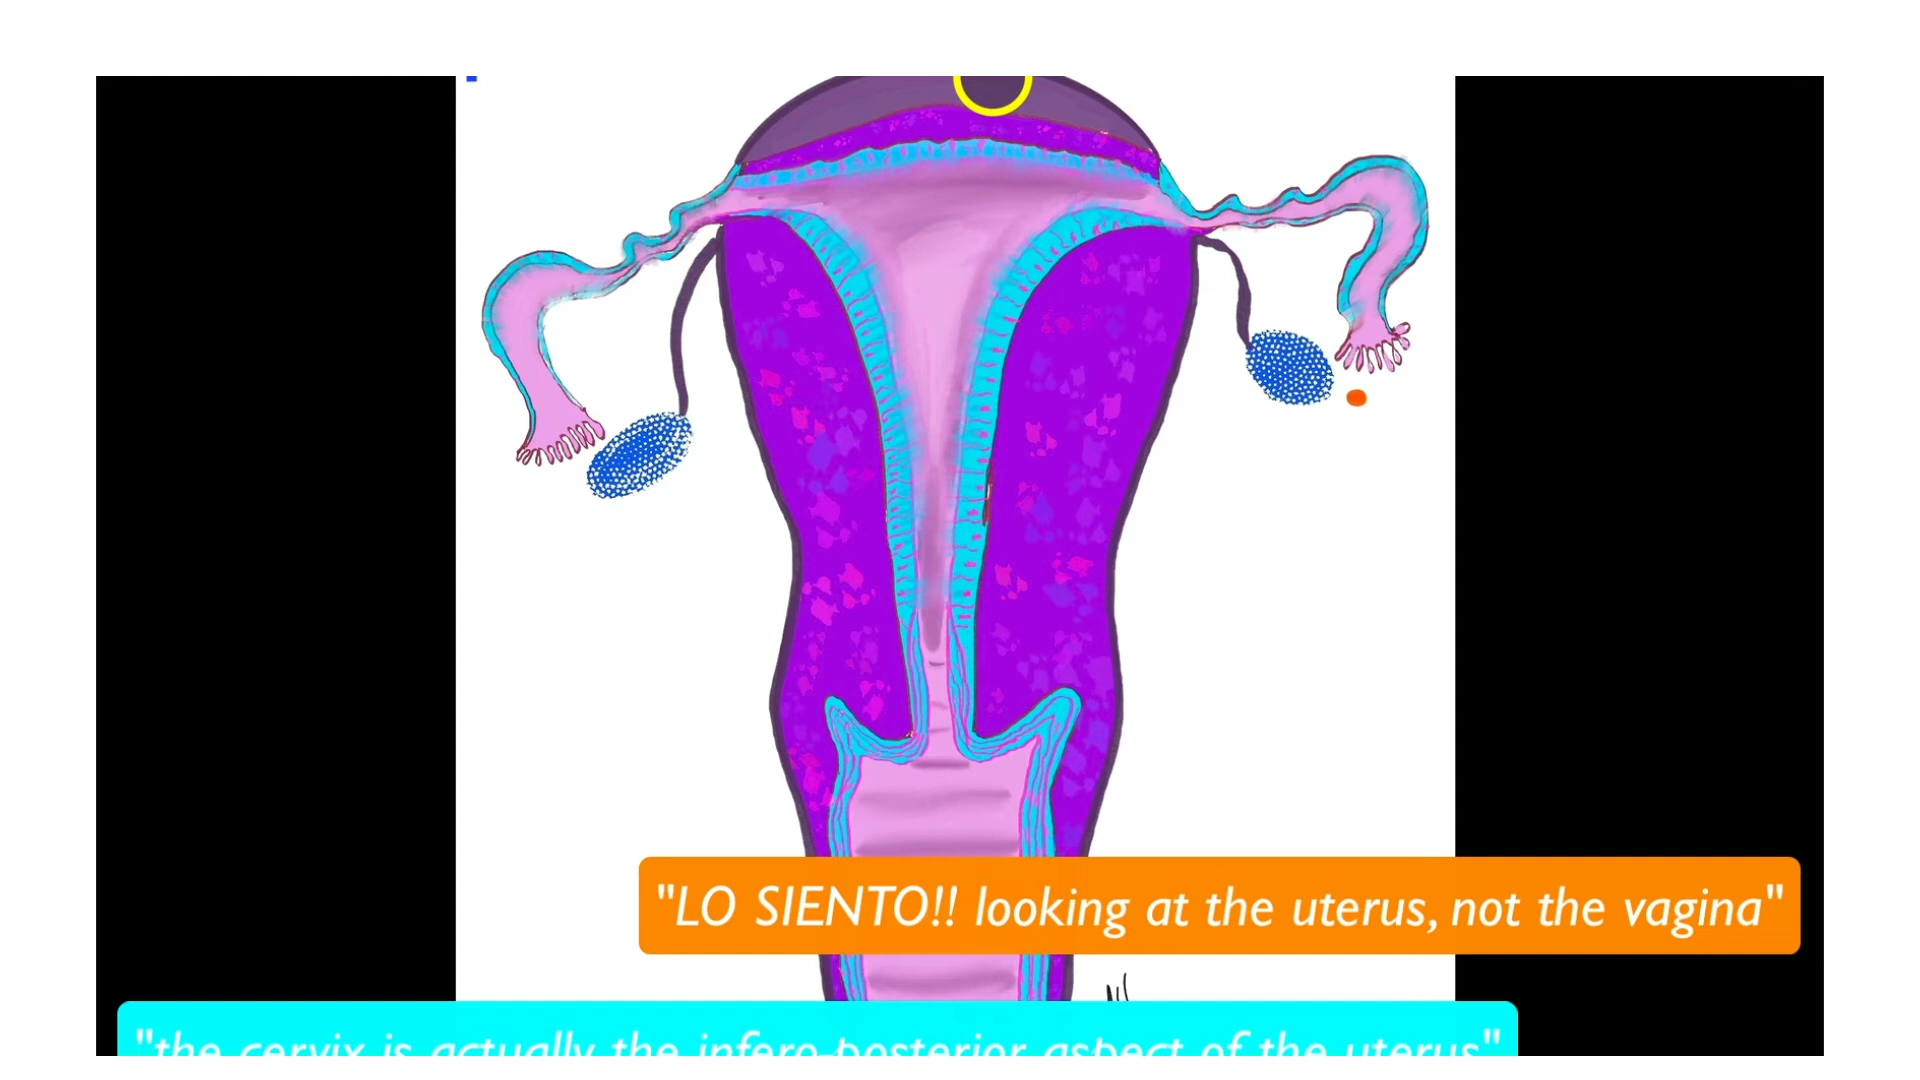 "LO SIENTO!! looking at the uterus, not the vagina"
"the cervix is actually the infero-posterior aspect of the uterus"